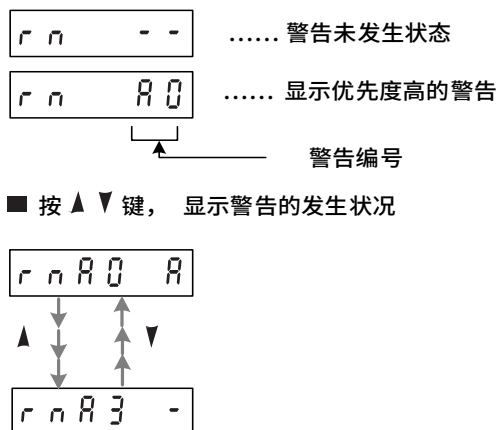 r n - -
...... 警告未发生状态
r n A 0
...... 显示优先度高的警告
警告编号
■ 按 ▲ ▼ 键， 显示警告的发生状况
r n A 0 A
▲ ▼
r n A 3 -